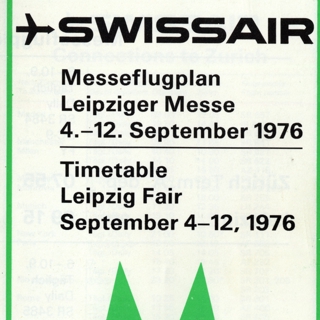 SWISSAIR
Messeflugplan
Leipziger Messe
4.–12. September 1976
Timetable
Leipzig Fair
September 4–12, 1976